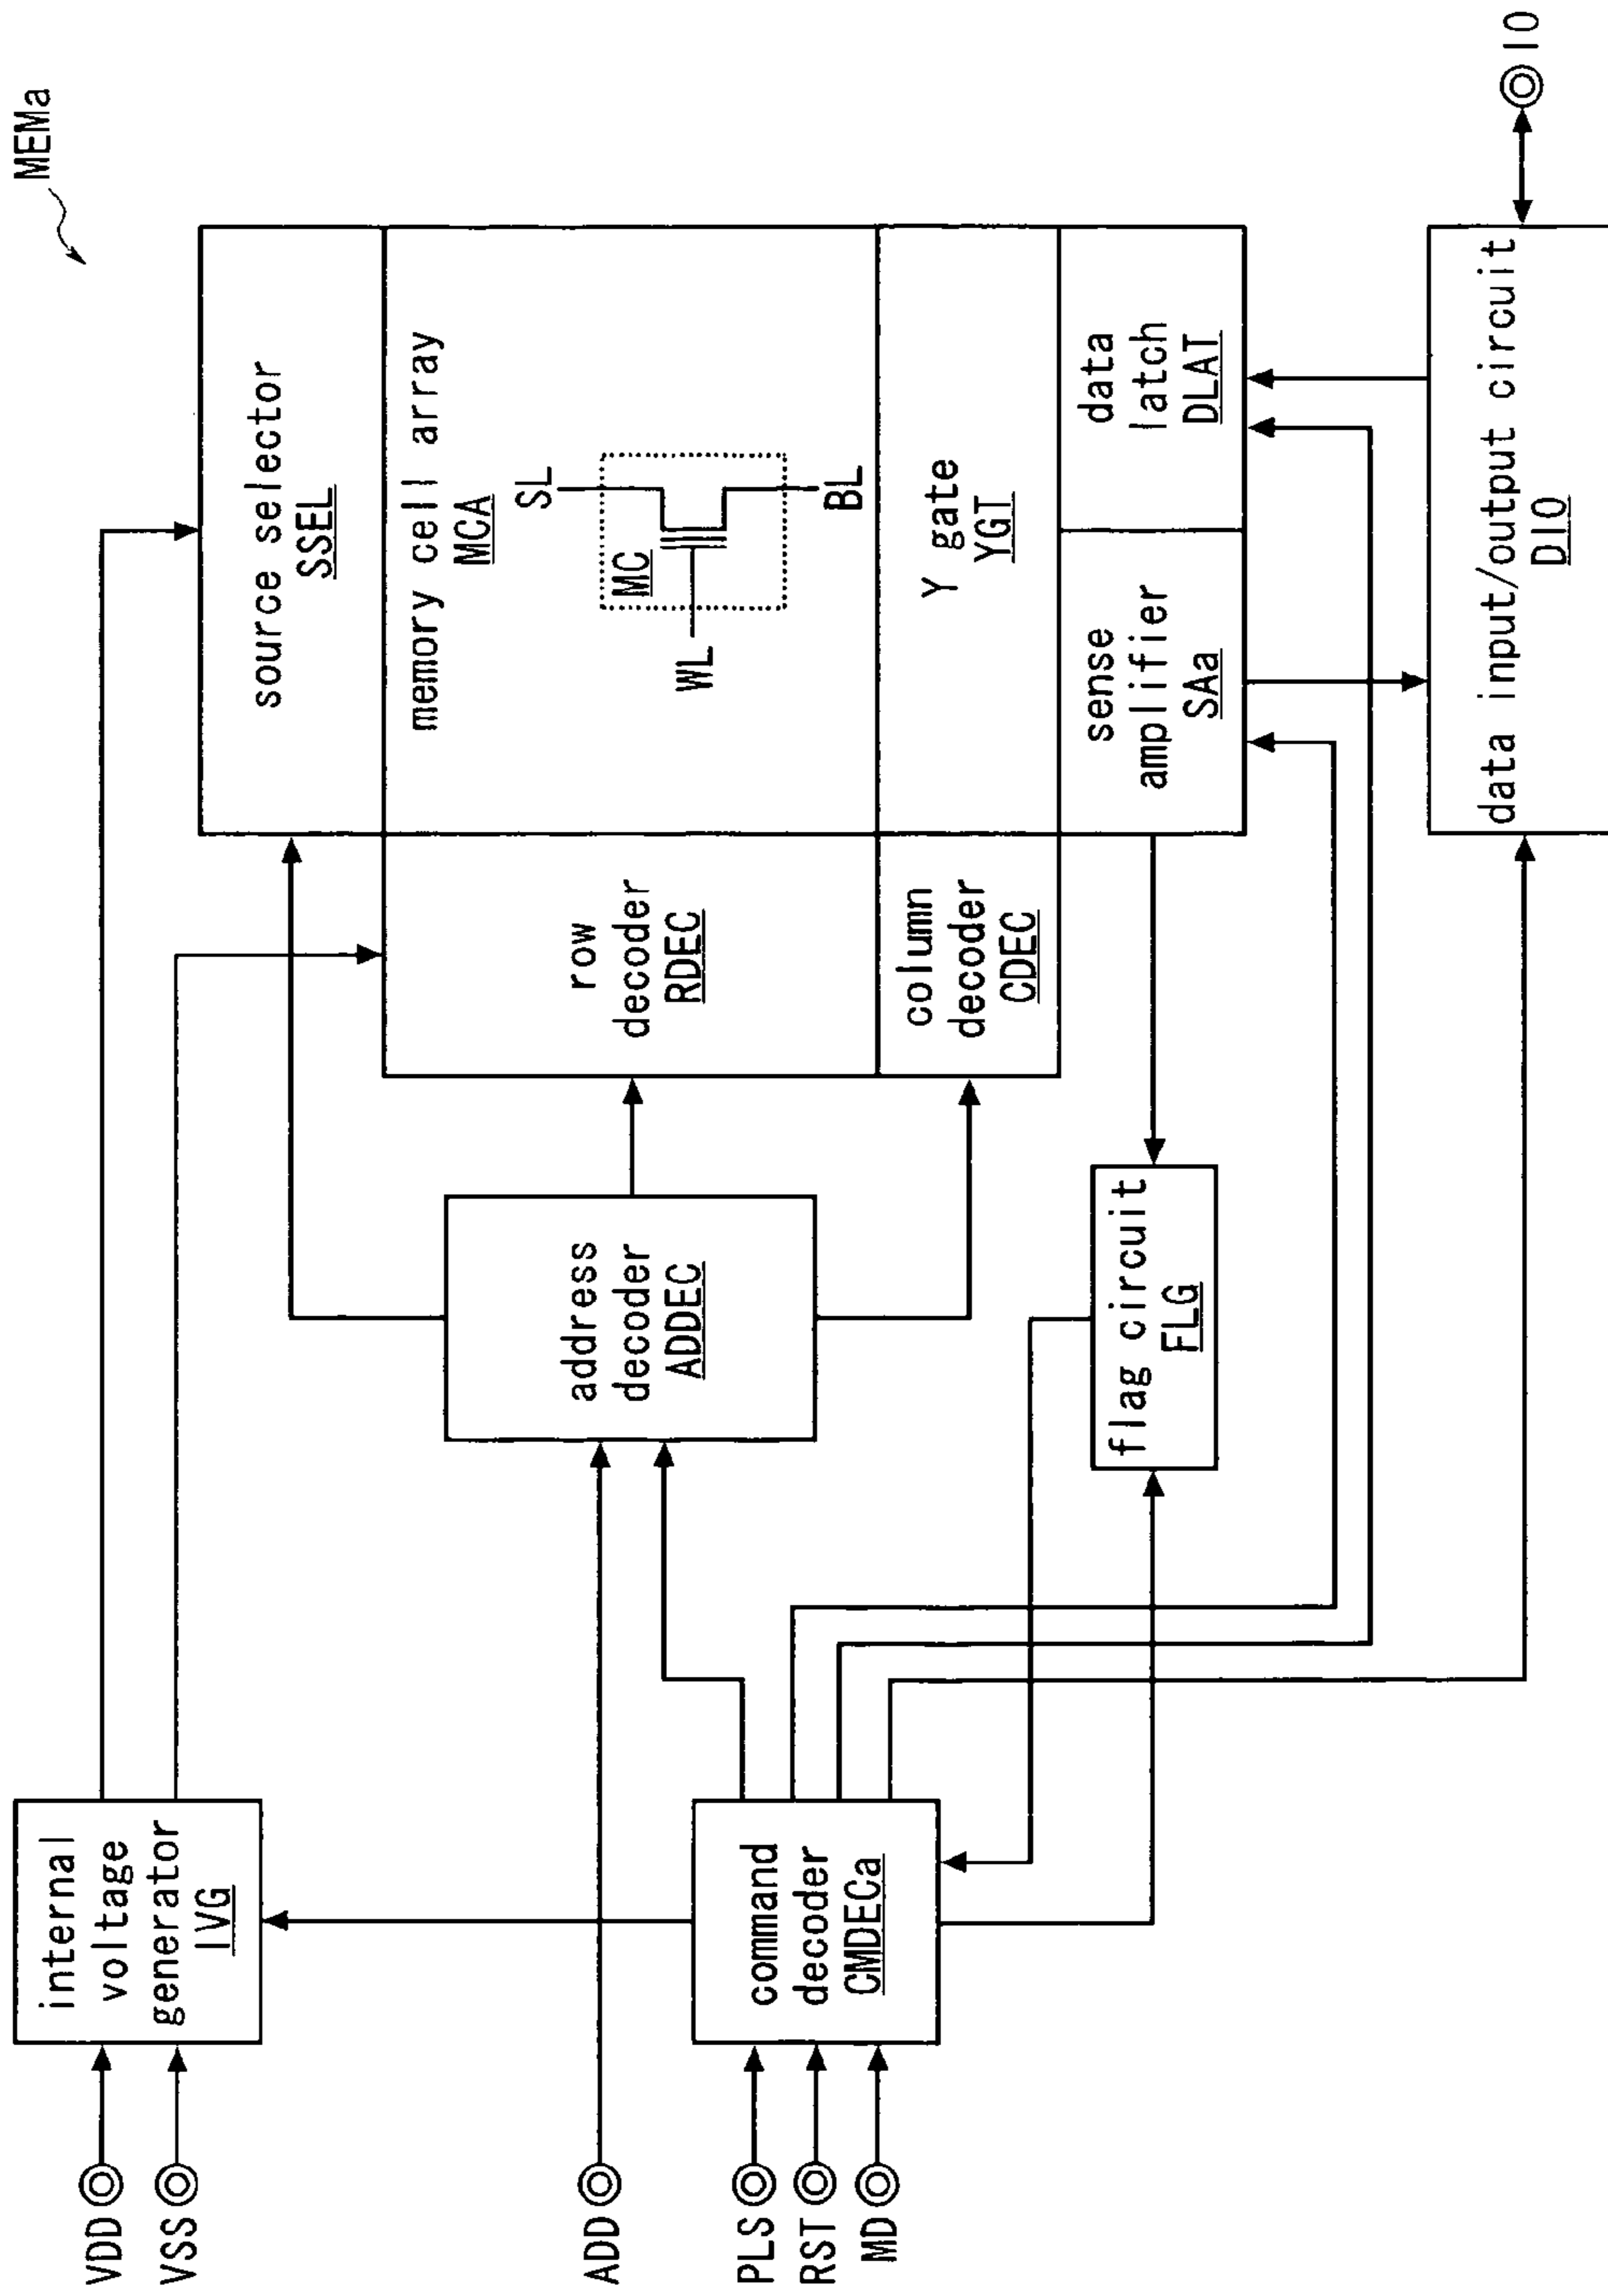 MEMa
VDD
VSS
internal
voltage
generator
IVG
source selector
SSEL
memory cell array
MCA
SL
MC
WL
BL
row
decoder
RDEC
ADD
address
decoder
ADDEC
column
decoder
CDEC
Y gate
YGT
PLS
RST
MD
command
decoder
CMDECa
flag circuit
FLG
sense
amplifier
SAa
data
latch
DLAT
data input/output circuit
DIO
IO